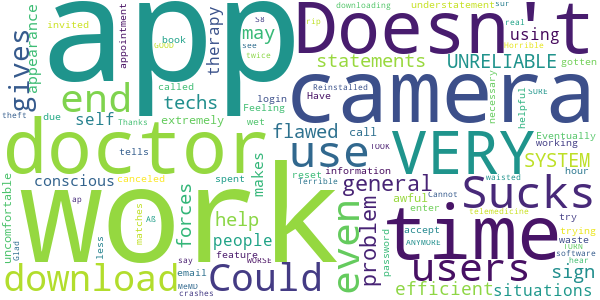 app
Doesn't
camera
doctor
VERY
work
time
Sucks
use
end
gives
appearance
invited
appointment
GOOD
book
see
twice
S8
rip
therapy
may
downloading
understatement
sur
real
Horrible
gotten
statements
UNRELIABLE
using
theft
due
self
techs
called
Thanks
Feeling
extremely
login
Reinstalled
Have
wet
flawed
call
necessary
helpful
SURE
Eventually
working
SYSTEM
hour
TOOK
information
tells
conscious
canceled
spent
makes
reset
Terrible
general
Cannot
waisted
telemedicine
uncomfortable
Glad
ap
AB
matches
forces
help
people
feature
WORSE
less
say
email
MeMD
crashes
download
Could
even
problem
password
awful
enter
accept
ANYMORE
users
efficient
try
trying
waste
TURN
software
hear
sign
situations